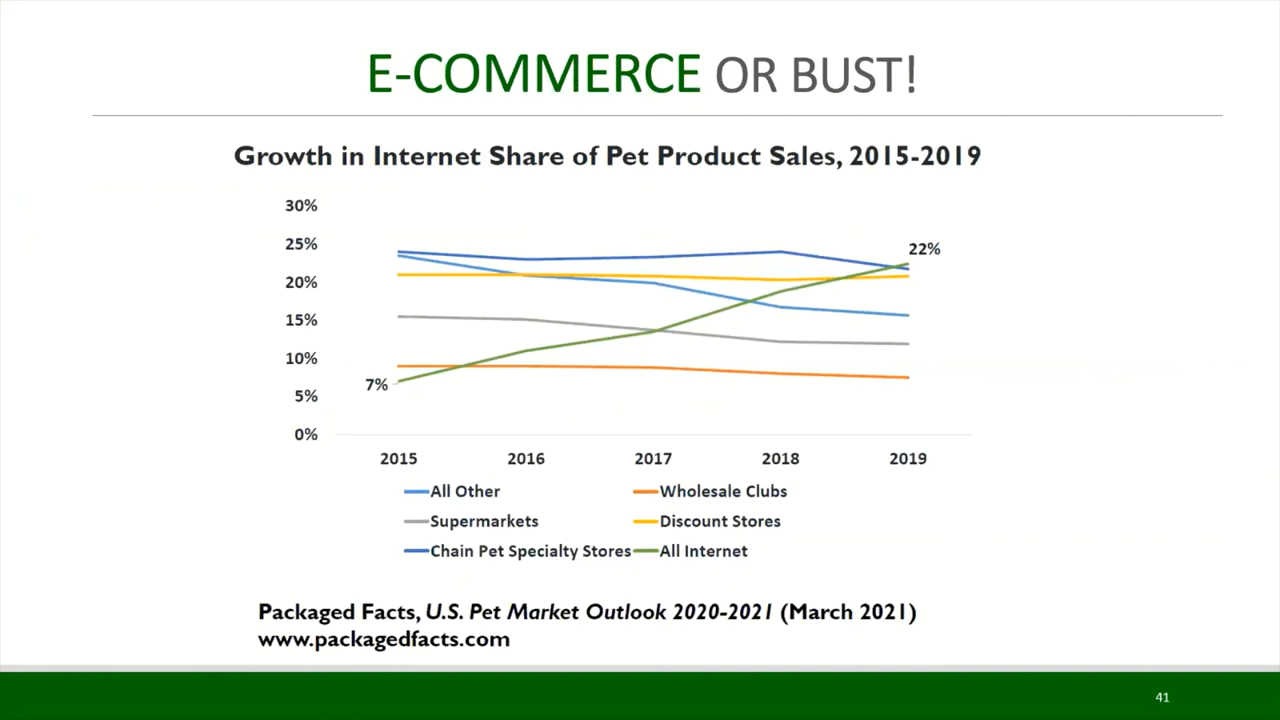 E-COMMERCE OR BUST!
Growth in Internet Share of Pet Product Sales, 2015-2019
30%
25%
22%
20%
15%
10%
7%
5%
0%
2015 2016 2017 2018 2019
All Other Wholesale Clubs
Supermarkets Discount Stores
Chain Pet Specialty Stores All Internet
Packaged Facts, U.S. Pet Market Outlook 2020-2021 (March 2021)
www.packagedfacts.com
41